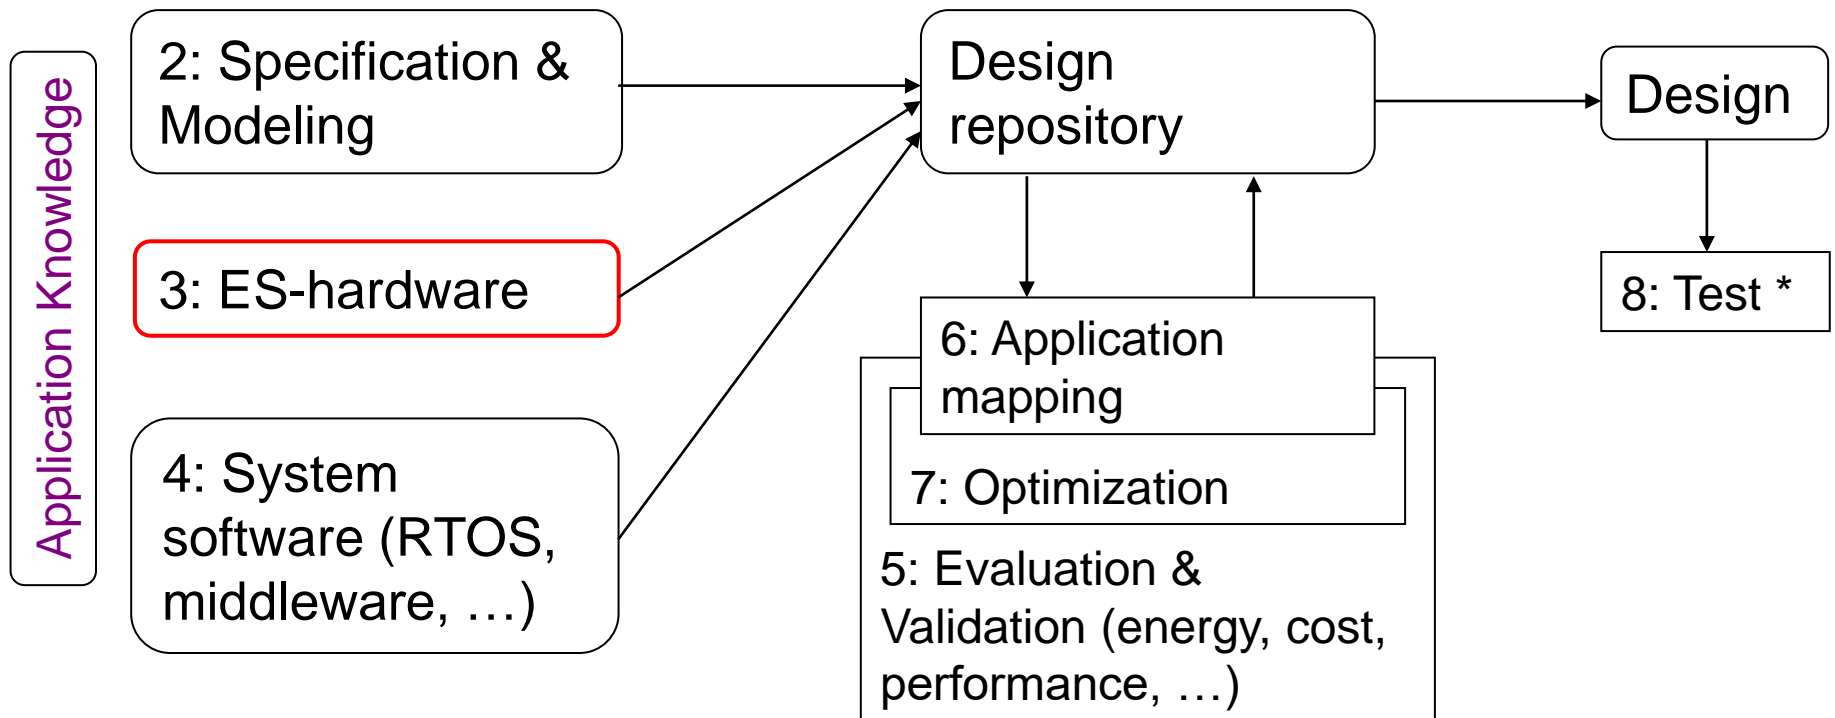 Application Knowledge
2: Specification &
Modeling
3: ES-hardware
4: System
software (RTOS,
middleware, …)
Design
repository
6: Application
mapping
7: Optimization
5: Evaluation &
Validation (energy, cost,
performance, …)
Design
8: Test *